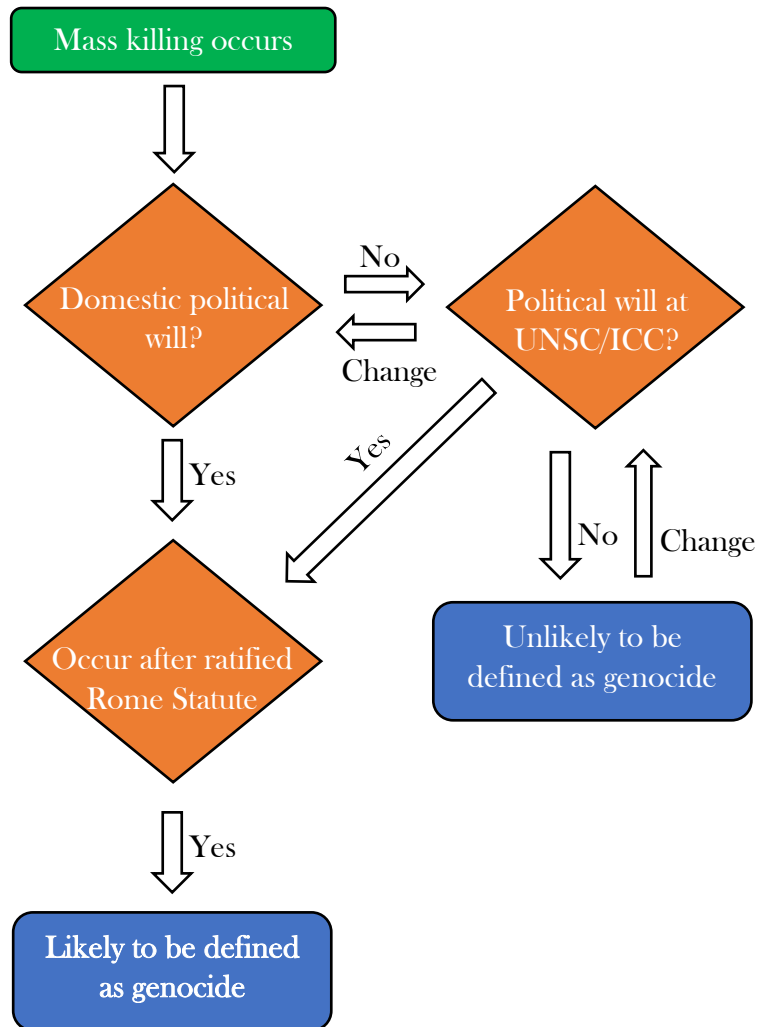 Mass killing occurs
No
Domestic political
will?
Political will at
UNSC/ICC?
Change
Yes
Yes
No
Change
Occur after ratified
Rome Statute
Unlikely to be
defined as genocide
Yes
Likely to be defined
as genocide